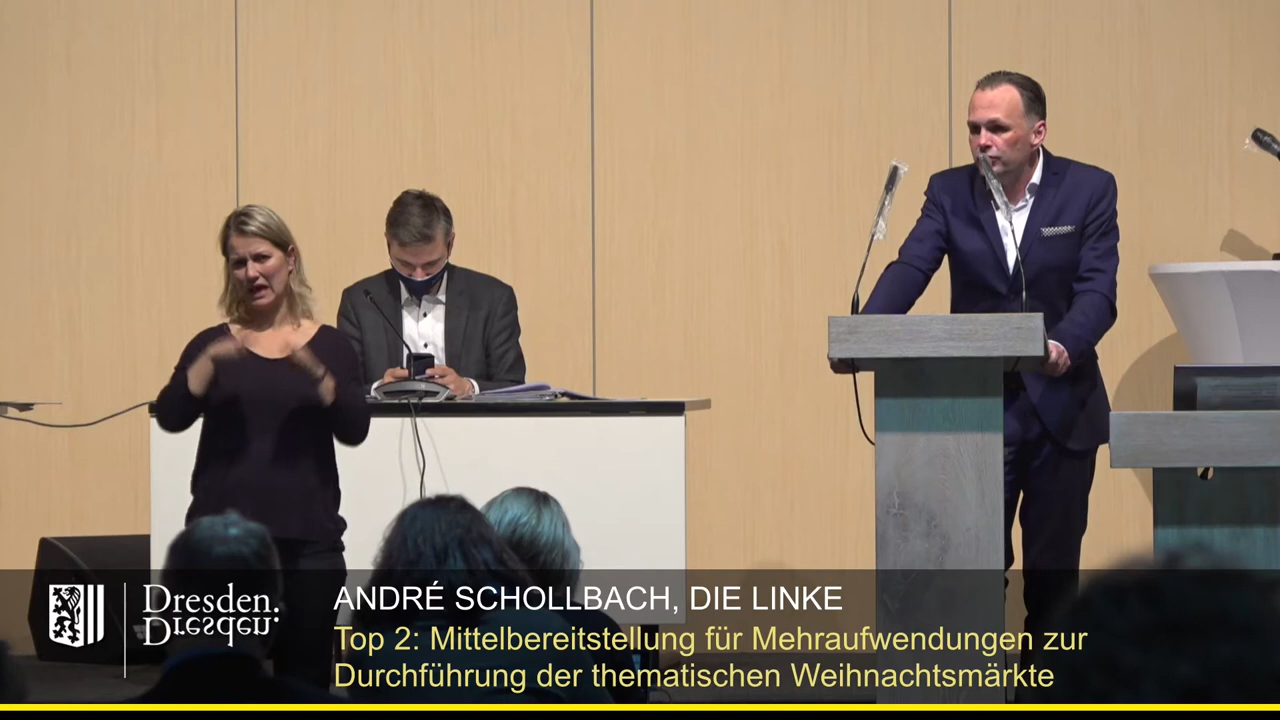 Dresden.
Dresden.
ANDRÉ SCHOLLBACH, DIE LINKE
Top 2: Mittelbereitstellung für Mehraufwendungen zur
Durchführung der thematischen Weihnachtsmärkte